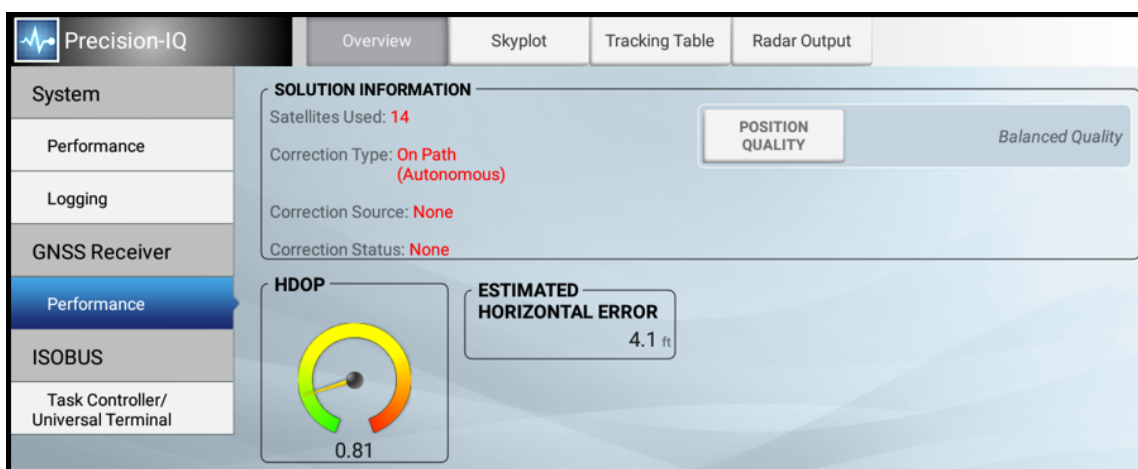 Precision-IQ
Overview
Skyplot
Tracking Table
Radar Output
System
Performance
Logging
GNSS Receiver
Performance
ISOBUS
Task Controller/
Universal Terminal
SOLUTION INFORMATION
Satellites Used: 14
Correction Type: On Path
(Autonomous)
Correction Source: None
Correction Status: None
POSITION
QUALITY
Balanced Quality
HDOP
0.81
ESTIMATED
HORIZONTAL ERROR
4.1 ft